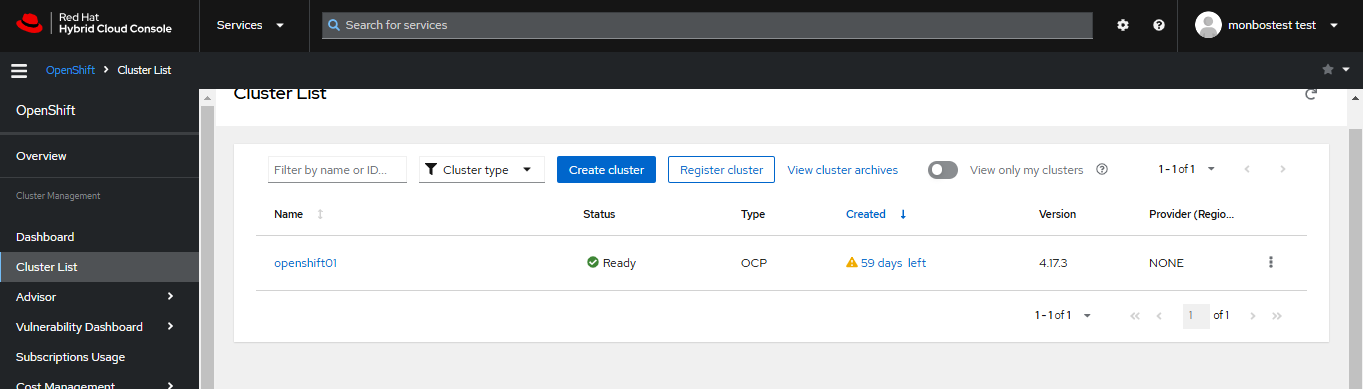 Red Hat
Hybrid Cloud Console
Services
Search for services
monbostest test
OpenShift
Cluster List
OpenShift
Overview
Cluster Management
Dashboard
Cluster List
Advisor
Vulnerability Dashboard
Subscriptions Usage
Cost Management
Cluster List
Filter by name or ID...
Cluster type
Create cluster
Register cluster
View cluster archives
View only my clusters
1 - 1 of 1
Name Status Type Created Version Provider (Regio...
openshift01 Ready OCP 59 days left 4.17.3 NONE
1 - 1 of 1
1 of 1